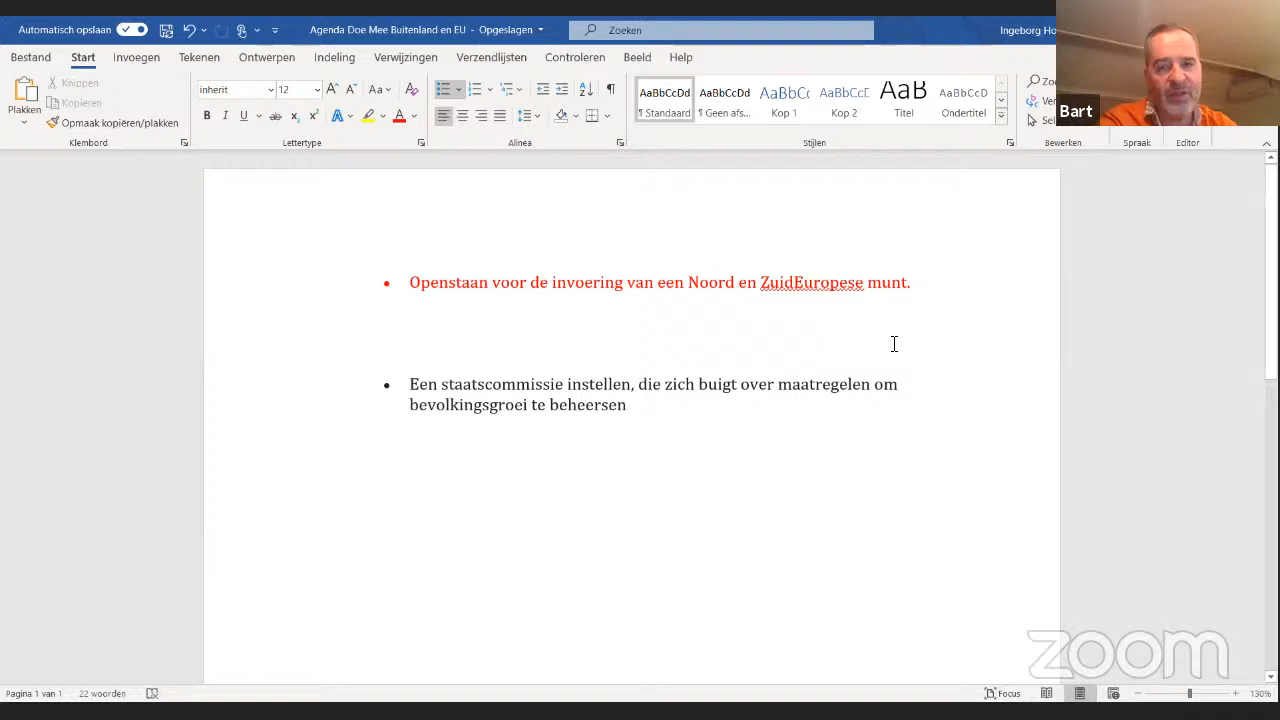 Automatisch opslaan
Agenda Doe Mee Buitenland en EU - Opgeslagen
Zoeken
Ingeborg Ho
Bestand Start Invoegen Tekenen Ontwerpen Indeling Verwijzingen Verzendlijsten Controleren Beeld Help
Plakken
Knippen
Kopiëren
Opmaak kopiëren/plakken
Klembord
inherit 12
Lettertype
Alinea
AaBbCcDd AaBbCcDd AaBbCc AaBbCcD AaB AaBbCcD
¶ Standaard ¶ Geen afs... Kop 1 Kop 2 Titel Ondertitel
Stijlen
Bewerken
Spraak
Editor
Bart
• Openstaan voor de invoering van een Noord en ZuidEuropese munt.
• Een staatscommissie instellen, die zich buigt over maatregelen om
bevolkingsgroei te beheersen
zoom
Pagina 1 van 1 22 woorden
Focus
130%